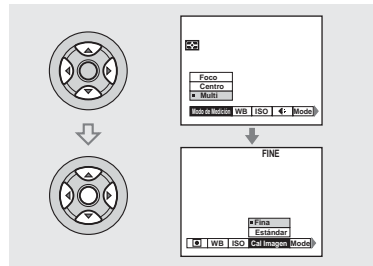 Foco
Centro
Multi
Modo de Medición WB ISO Mode
FINE
Fina
Estándar
WB ISO Cal Imagen Mode